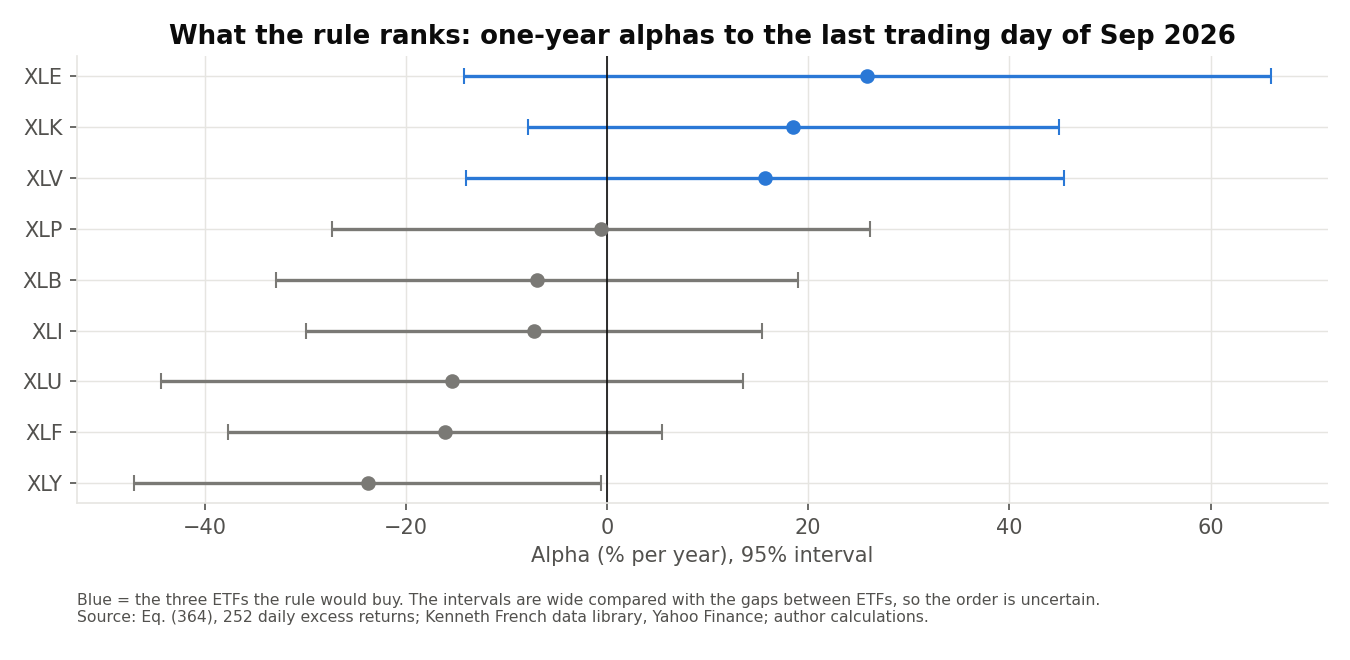 What the rule ranks: one-year alphas to the last trading day of Sep 2026
XLE
XLK
XLV
XLP
XLB
XLI
XLU
XLF
XLY
−40 −20 0 20 40 60
Alpha (% per year), 95% interval
Blue = the three ETFs the rule would buy. The intervals are wide compared with the gaps between ETFs, so the order is uncertain.
Source: Eq. (364), 252 daily excess returns; Kenneth French data library, Yahoo Finance; author calculations.